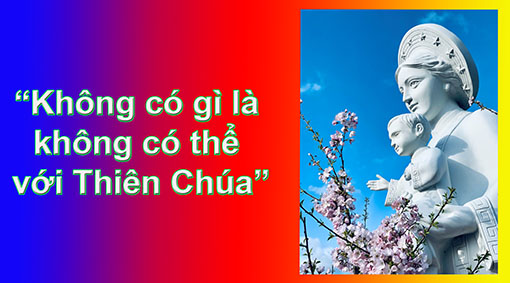 “Không có gì là
không có thể
với Thiên Chúa”